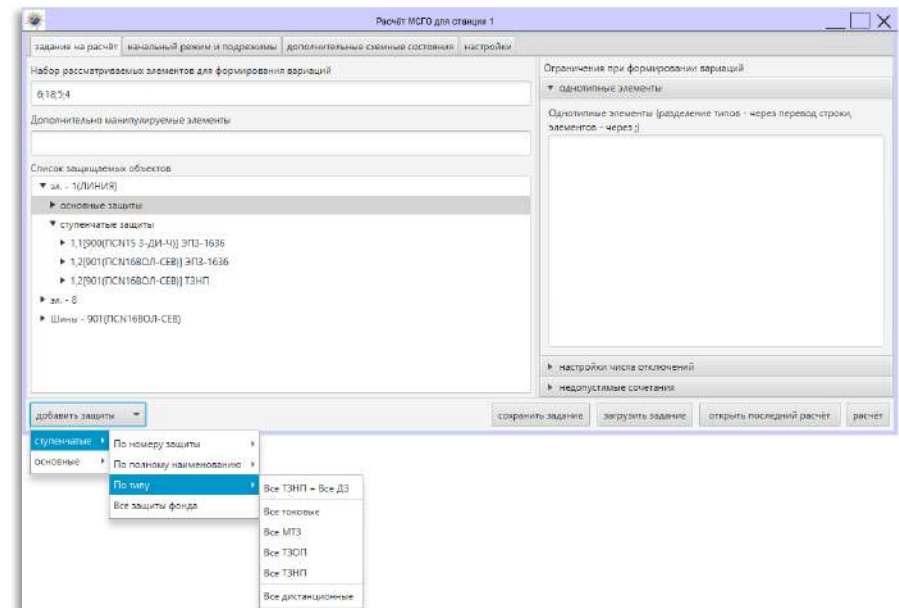 Расчёт МСГО для станции 1
задание на расчёт
начальный режим и подрежимы
дополнительные схемные состояния
настройки
Набор рассматриваемых элементов для формирования вариаций
6;18;5;4
Дополнительно манипулируемые элементы
Список защищаемых объектов
эл. - 1(ЛИНИЯ)
основные защиты
ступенчатые защиты
1,1[900(ПСN15 3-ДИ-Ч)] ЭПЗ-1636
1,2[901(ПСN16ВОЛ-СЕВ)] ЭПЗ-1636
1,2[901(ПСN16ВОЛ-СЕВ)] ТЗНП
эл. - 6
Шины - 901(ПСN16ВОЛ-СЕВ)
Ограничения при формировании вариаций
однотипные элементы
Однотипные элементы (разделение типов - через перевод строки,
элементов - через ;)
настройки числа отключений
недопустимые сочетания
добавить защиты
сохранить задание
загрузить задание
открыть последний расчёт
расчёт
ступенчатые
основные
По номеру защиты
По полному наименованию
По типу
Все защиты фонда
Все ТЗНП + Все ДЗ
Все токовые
Все МТЗ
Все ТЗОП
Все ТЗНП
Все дистанционные